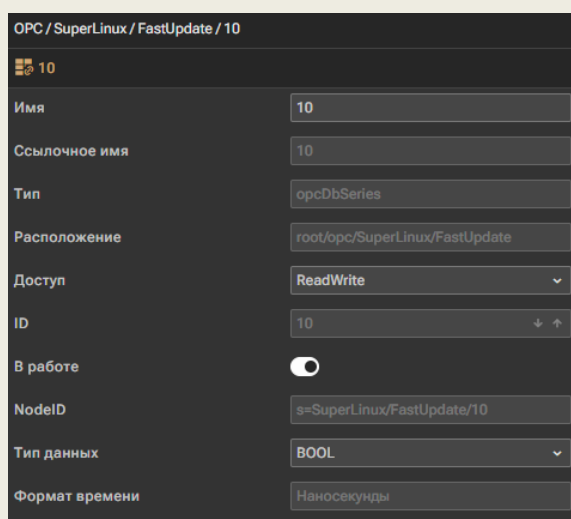 OPC / SuperLinux / FastUpdate / 10
10
Имя 10
Ссылочное имя 10
Тип opcDbSeries
Расположение root/opc/SuperLinux/FastUpdate
Доступ ReadWrite
ID 10
В работе
NodeID s=SuperLinux/FastUpdate/10
Тип данных BOOL
Формат времени Наносекунды